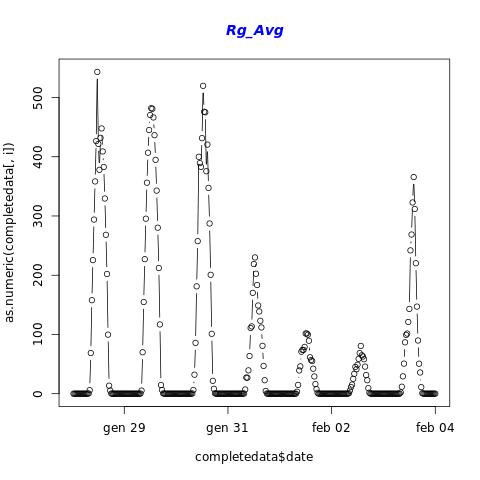 Rg_Avg
as.numeric(completedata[, i])
500
400
300
200
100
0
gen 29 gen 31 feb 02 feb 04
completedata$date